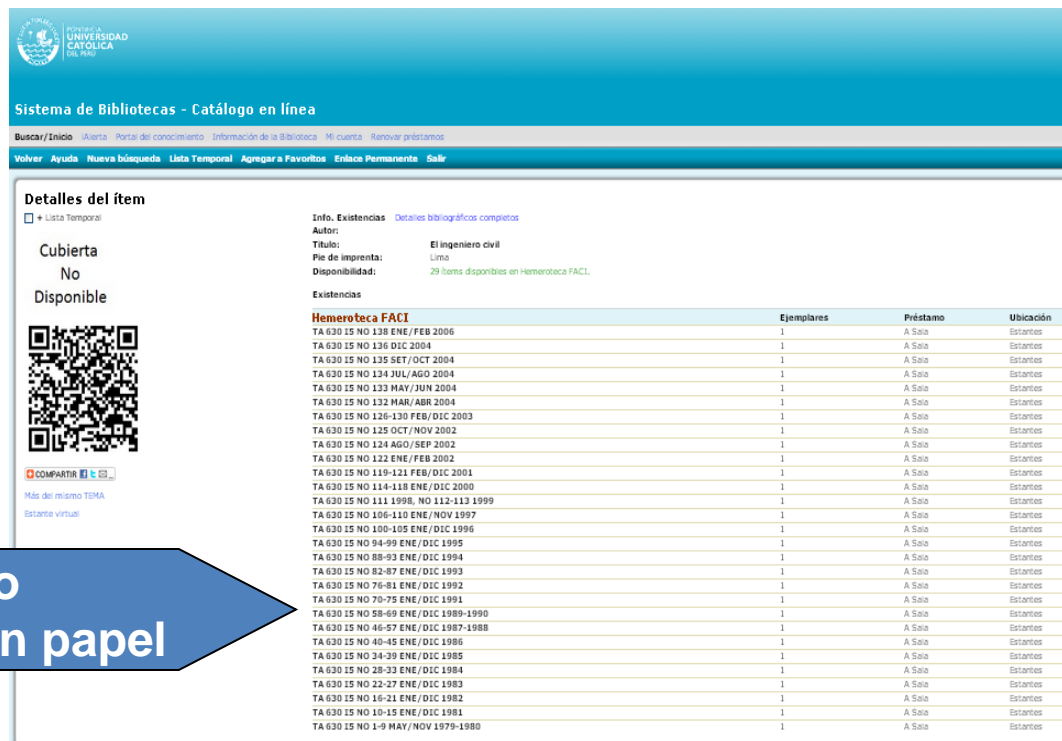 PONTIFICIA
UNIVERSIDAD
CATÓLICA
DEL PERÚ
Sistema de Bibliotecas - Catálogo en línea
Buscar/Inicio iAlerta Portal del conocimiento Información de la Biblioteca Mi cuenta Renovar préstamos
Volver Ayuda Nueva búsqueda Lista Temporal Agregar a Favoritos Enlace Permanente Salir
Detalles del ítem
+ Lista Temporal
Cubierta
No
Disponible
COMPARTIR
Más del mismo TEMA
Estante virtual
Info. Existencias Detalles bibliográficos completos
Autor:
Título: El ingeniero civil
Pie de imprenta: Lima
Disponibilidad: 29 ítems disponibles en Hemeroteca FACI.
Existencias
Hemeroteca FACI Ejemplares Préstamo Ubicación
TA 630 I5 NO 138 ENE/FEB 2006 1 A Sala Estantes
TA 630 I5 NO 136 DIC 2004 1 A Sala Estantes
TA 630 I5 NO 135 SET/OCT 2004 1 A Sala Estantes
TA 630 I5 NO 134 JUL/AGO 2004 1 A Sala Estantes
TA 630 I5 NO 133 MAY/JUN 2004 1 A Sala Estantes
TA 630 I5 NO 132 MAR/ABR 2004 1 A Sala Estantes
TA 630 I5 NO 126-130 FEB/DIC 2003 1 A Sala Estantes
TA 630 I5 NO 125 OCT/NOV 2002 1 A Sala Estantes
TA 630 I5 NO 124 AGO/SEP 2002 1 A Sala Estantes
TA 630 I5 NO 122 ENE/FEB 2002 1 A Sala Estantes
TA 630 I5 NO 119-121 FEB/DIC 2001 1 A Sala Estantes
TA 630 I5 NO 114-118 ENE/DIC 2000 1 A Sala Estantes
TA 630 I5 NO 111 1998, NO 112-113 1999 1 A Sala Estantes
TA 630 I5 NO 106-110 ENE/NOV 1997 1 A Sala Estantes
TA 630 I5 NO 100-105 ENE/DIC 1996 1 A Sala Estantes
TA 630 I5 NO 94-99 ENE/DIC 1995 1 A Sala Estantes
TA 630 I5 NO 88-93 ENE/DIC 1994 1 A Sala Estantes
TA 630 I5 NO 82-87 ENE/DIC 1993 1 A Sala Estantes
TA 630 I5 NO 76-81 ENE/DIC 1992 1 A Sala Estantes
TA 630 I5 NO 70-75 ENE/DIC 1991 1 A Sala Estantes
TA 630 I5 NO 58-69 ENE/DIC 1989-1990 1 A Sala Estantes
TA 630 I5 NO 46-57 ENE/DIC 1987-1988 1 A Sala Estantes
TA 630 I5 NO 40-45 ENE/DIC 1986 1 A Sala Estantes
TA 630 I5 NO 34-39 ENE/DIC 1985 1 A Sala Estantes
TA 630 I5 NO 28-33 ENE/DIC 1984 1 A Sala Estantes
TA 630 I5 NO 22-27 ENE/DIC 1983 1 A Sala Estantes
TA 630 I5 NO 16-21 ENE/DIC 1982 1 A Sala Estantes
TA 630 I5 NO 10-15 ENE/DIC 1981 1 A Sala Estantes
TA 630 I5 NO 1-9 MAY/NOV 1979-1980 1 A Sala Estantes
o
n papel